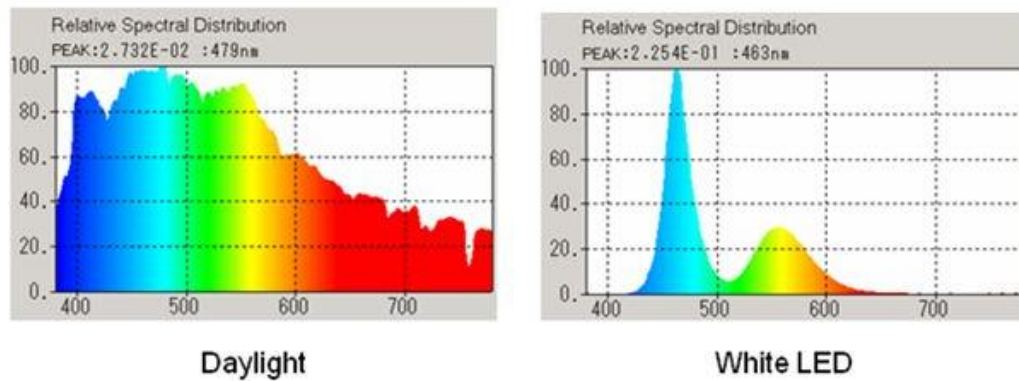 Relative Spectral Distribution
PEAK:2.732E-02 :479nm
100.
80.
60.
40.
20.
0.
400 500 600 700
Daylight
Relative Spectral Distribution
PEAK:2.254E-01 :463nm
100.
80.
60.
40.
20.
0.
400 500 600 700
White LED